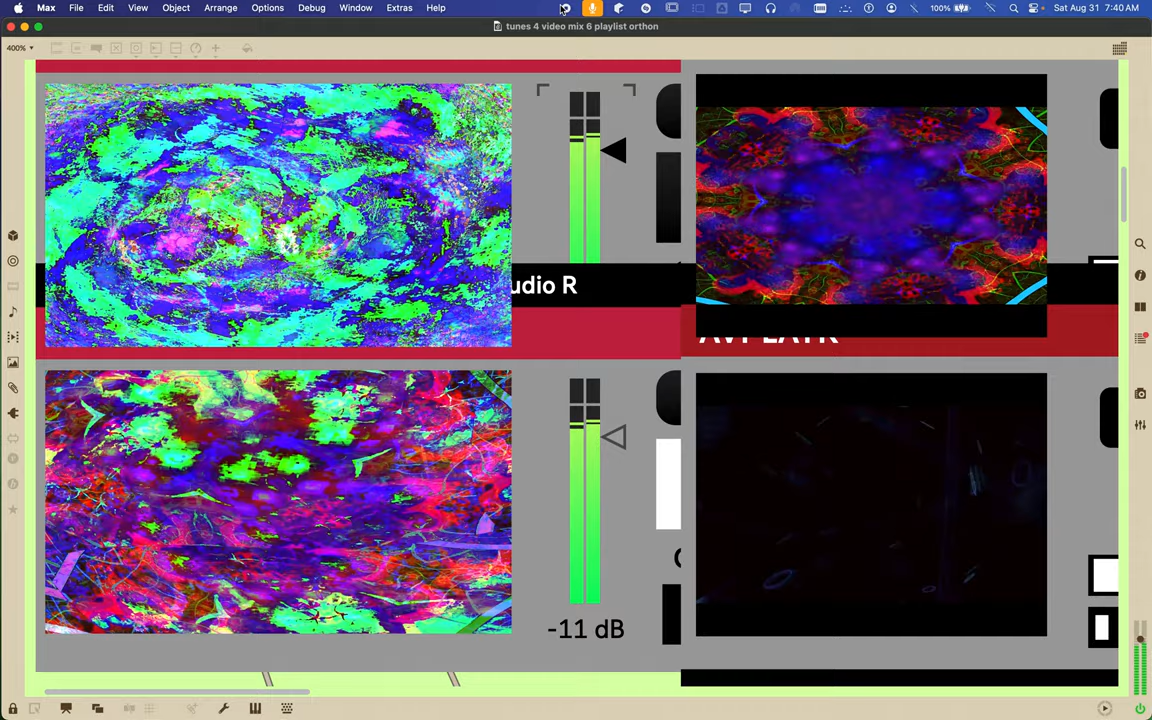 Max File Edit View Object Arrange Options Debug Window Extras Help 100% Sat Aug 31 7:40 AM
tunes 4 video mix 6 playlist orthon
400%
udio R
-11 dB